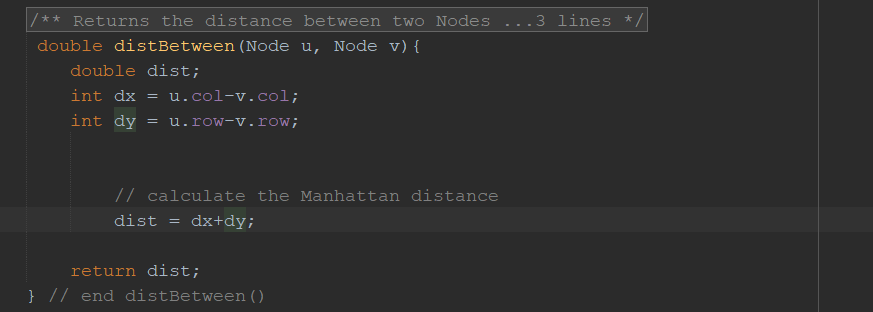 /** Returns the distance between two Nodes ...3 lines */
double distBetween(Node u, Node v){
double dist;
int dx = u.col-v.col;
int dy = u.row-v.row;
// calculate the Manhattan distance
dist = dx+dy;
return dist;
} // end distBetween()